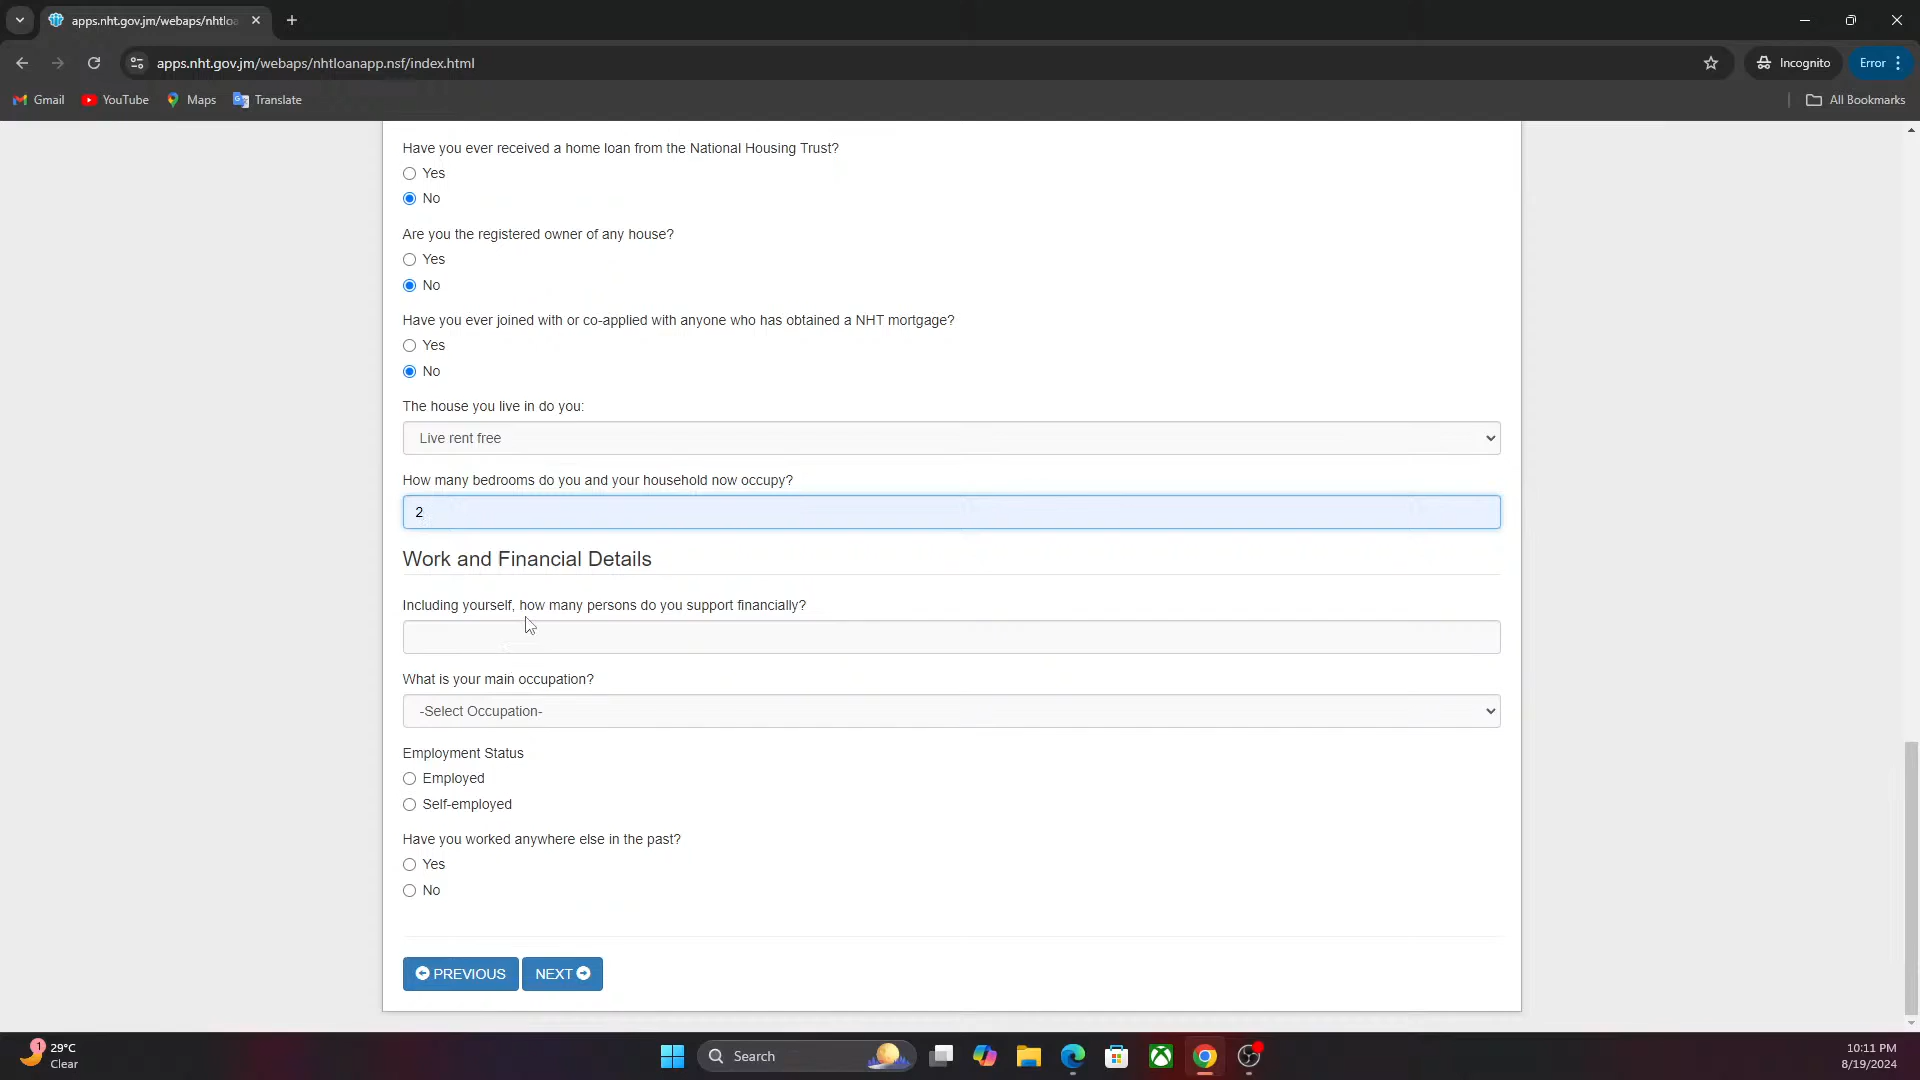 apps.nht.gov.jm/webaps/nhtloa
apps.nht.gov.jm/webaps/nhtloanapp.nsf/index.html
Incognito
Error
Gmail
YouTube
Maps
Translate
All Bookmarks
Have you ever received a home loan from the National Housing Trust?
Yes
No
Are you the registered owner of any house?
Yes
No
Have you ever joined with or co-applied with anyone who has obtained a NHT mortgage?
Yes
No
The house you live in do you:
Live rent free
How many bedrooms do you and your household now occupy?
2
Work and Financial Details
Including yourself, how many persons do you support financially?
What is your main occupation?
-Select Occupation-
Employment Status
Employed
Self-employed
Have you worked anywhere else in the past?
Yes
No
PREVIOUS
NEXT
1
29°C
Clear
Search
10:11 PM
8/19/2024